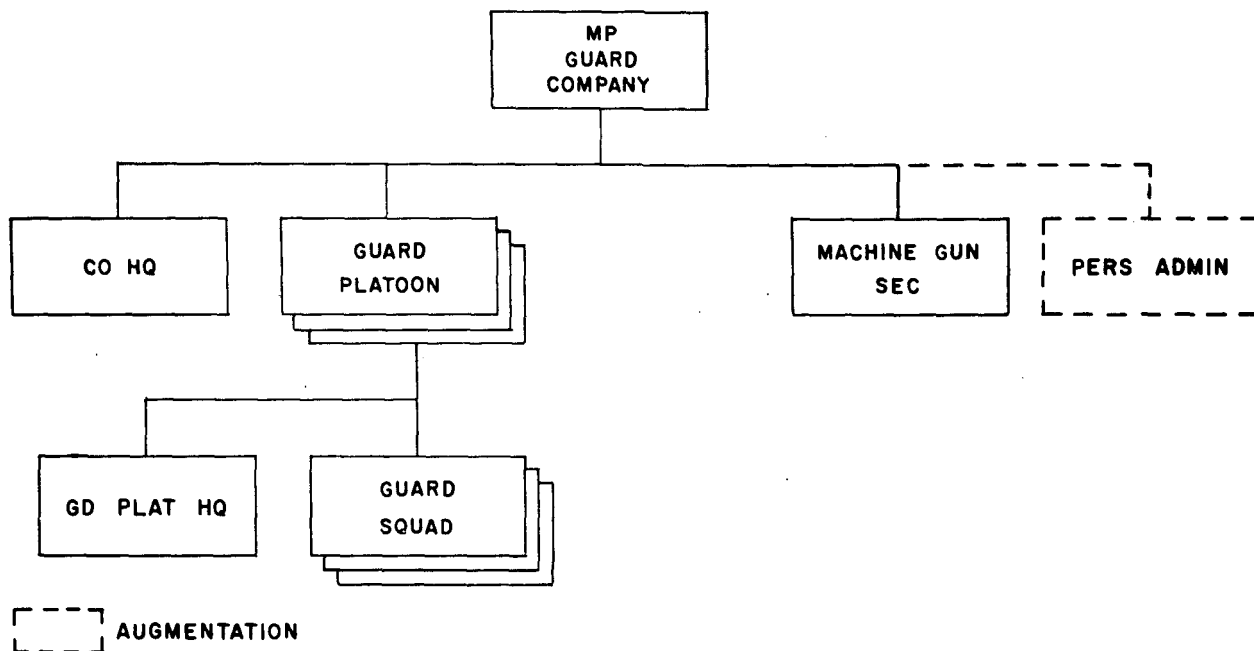 MP
GUARD
COMPANY
CO HQ
GUARD
PLATOON
MACHINE GUN
SEC
PERS ADMIN
GD PLAT HQ
GUARD
SQUAD
AUGMENTATION